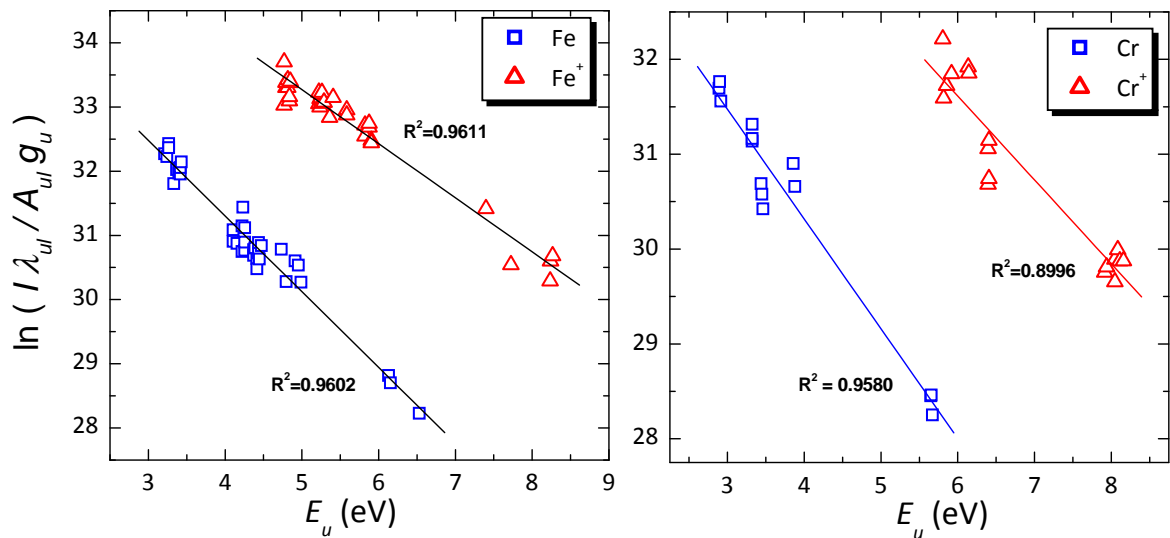 ln ( I λul / Aul gu )
34
33
32
31
30
29
28
3 4 5 6 7 8 9
Eu (eV)
Fe
Fe+
R2=0.9611
R2=0.9602
32
31
30
29
28
3 4 5 6 7 8
Eu (eV)
Cr
Cr+
R2=0.8996
R2 = 0.9580